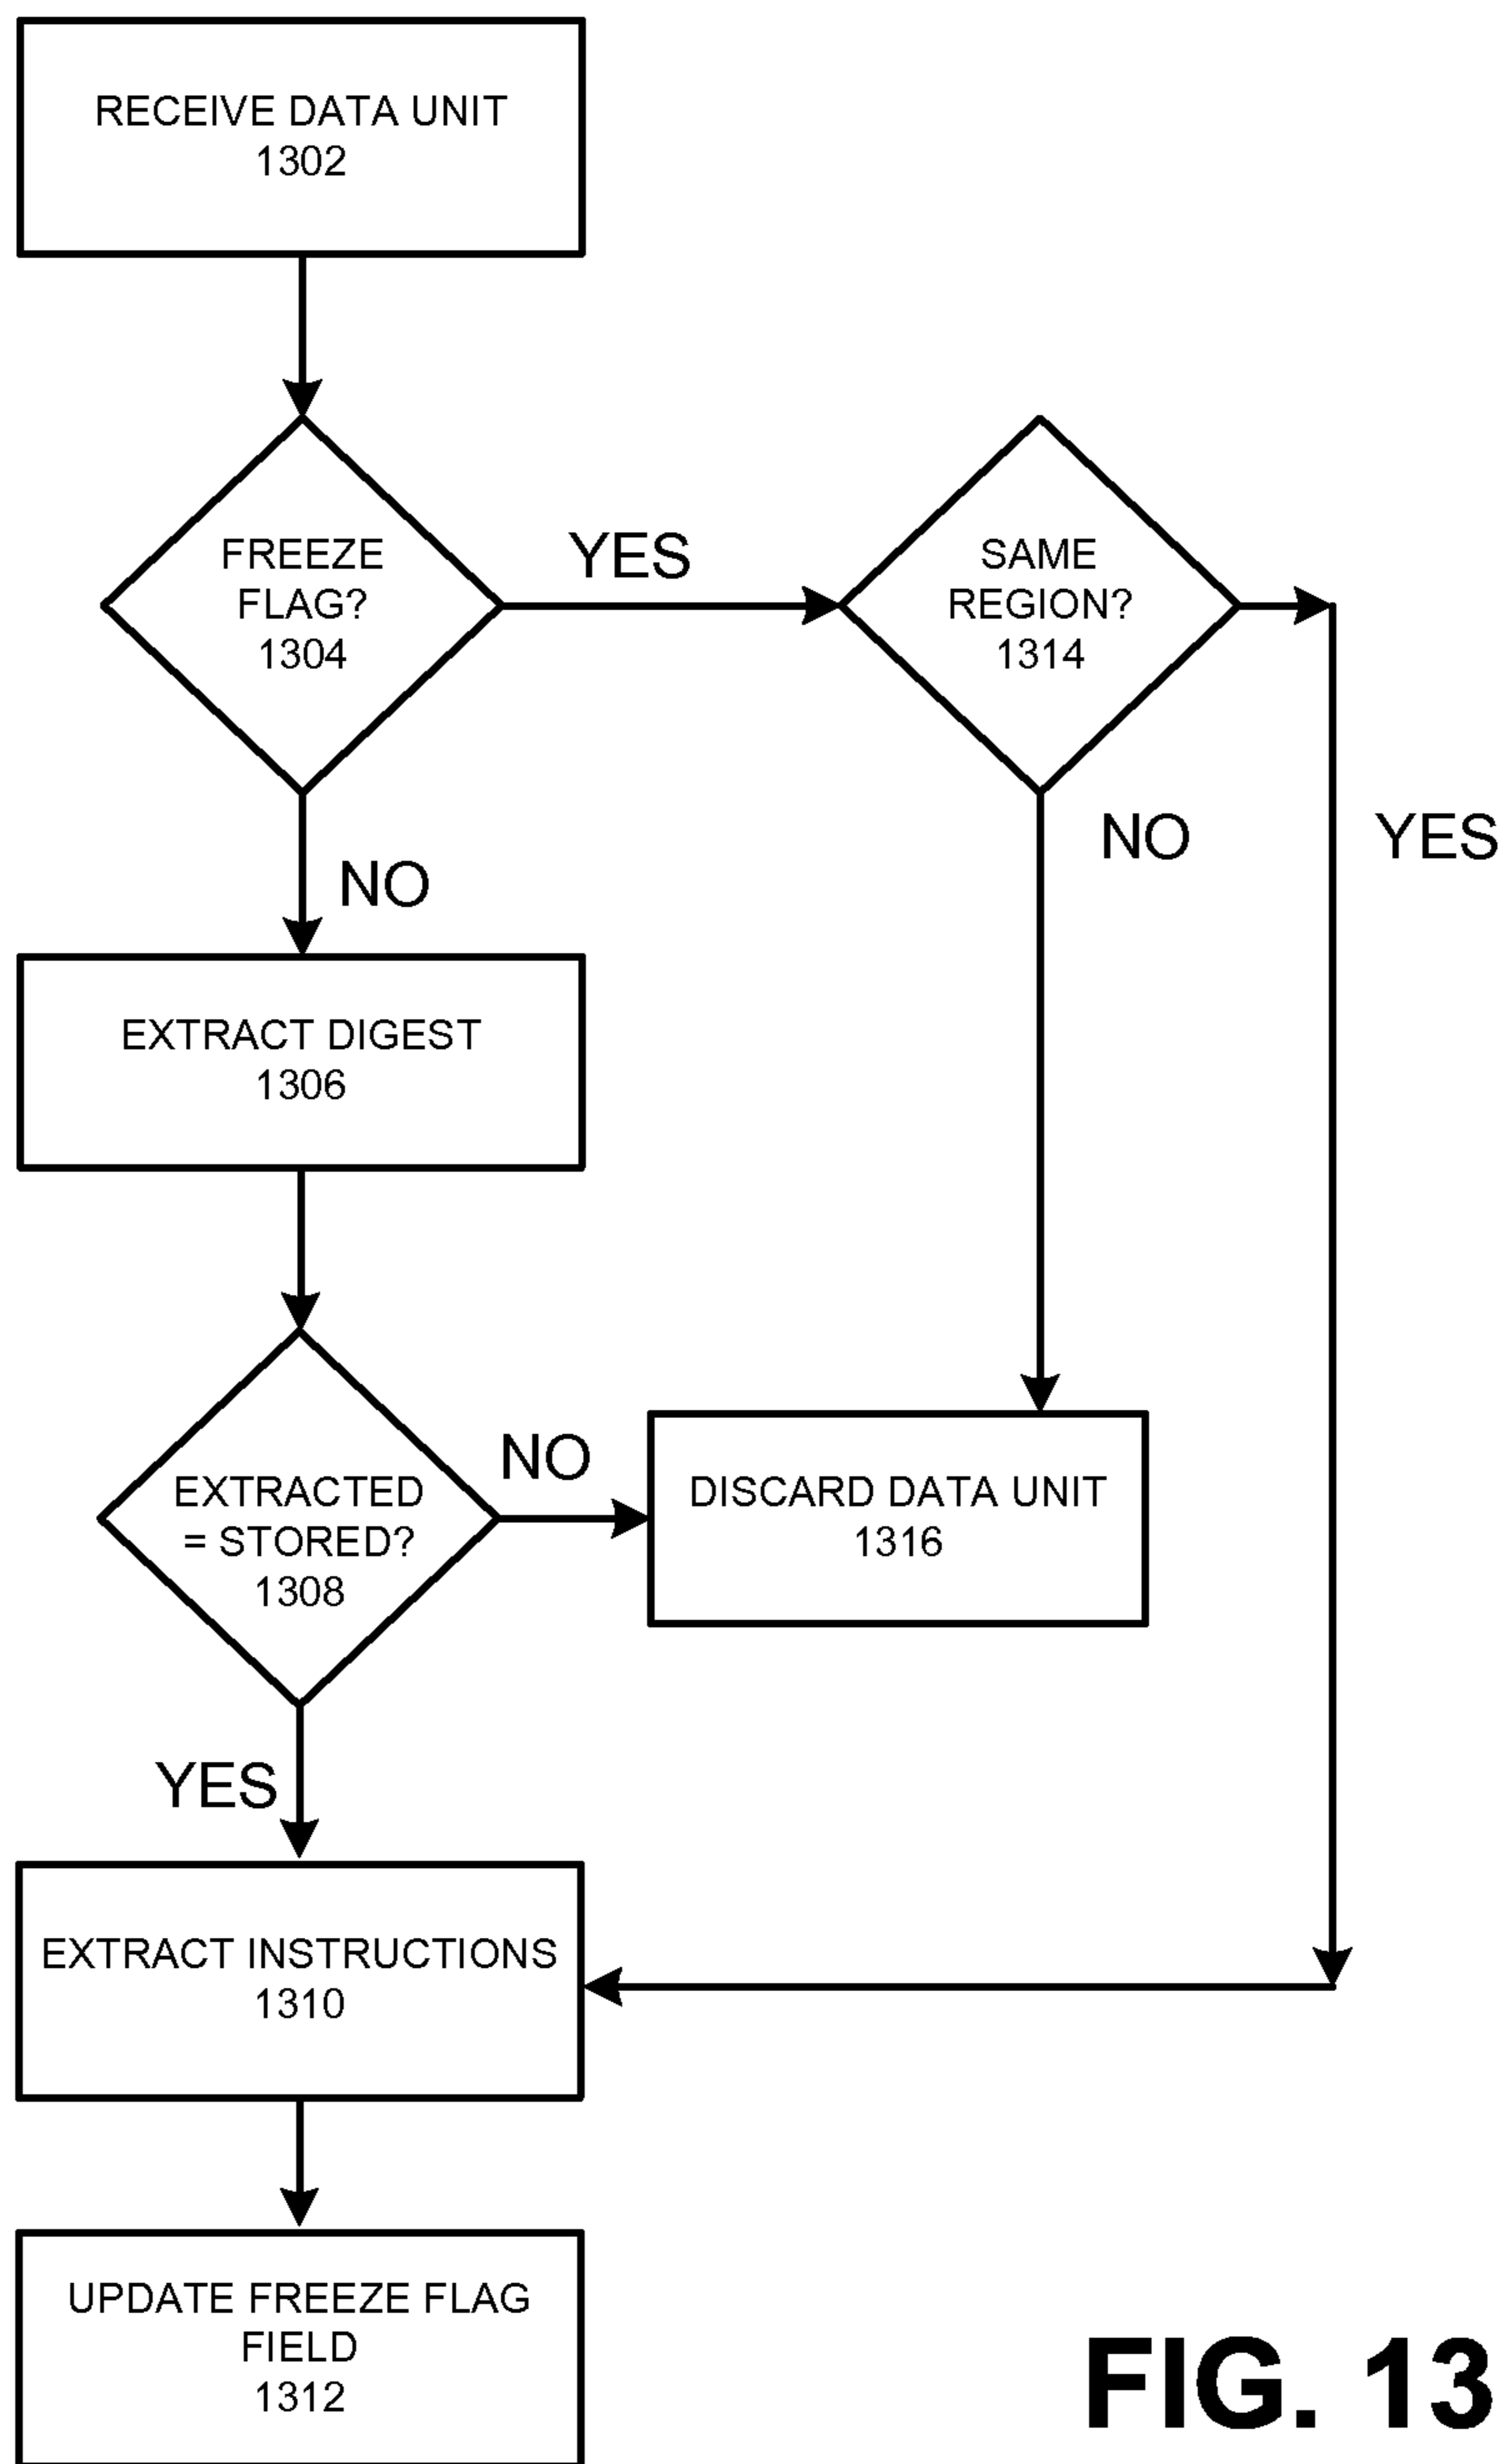 RECEIVE DATA UNIT
1302
FREEZE
FLAG?
1304
YES
SAME
REGION?
1314
NO
YES
NO
EXTRACT DIGEST
1306
EXTRACTED
= STORED?
1308
NO
DISCARD DATA UNIT
1316
YES
EXTRACT INSTRUCTIONS
1310
UPDATE FREEZE FLAG
FIELD
1312
FIG. 13